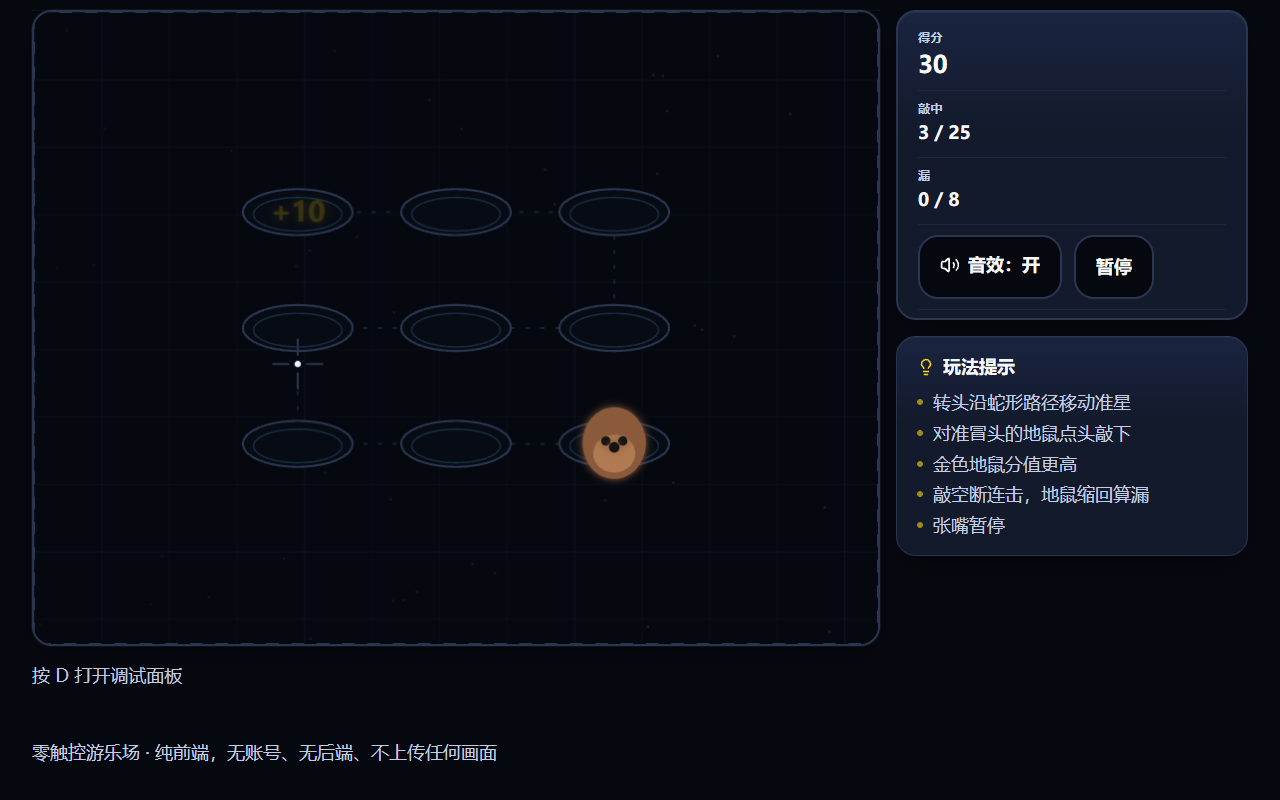 得分
30
敲中
3 / 25
漏
0 / 8
音效：开
暂停
+10
玩法提示
转头沿蛇形路径移动准星
对准冒头的地鼠点头敲下
金色地鼠分值更高
敲空断连击，地鼠缩回算漏
张嘴暂停
按 D 打开调试面板
零触控游乐场 · 纯前端，无账号、无后端、不上传任何画面